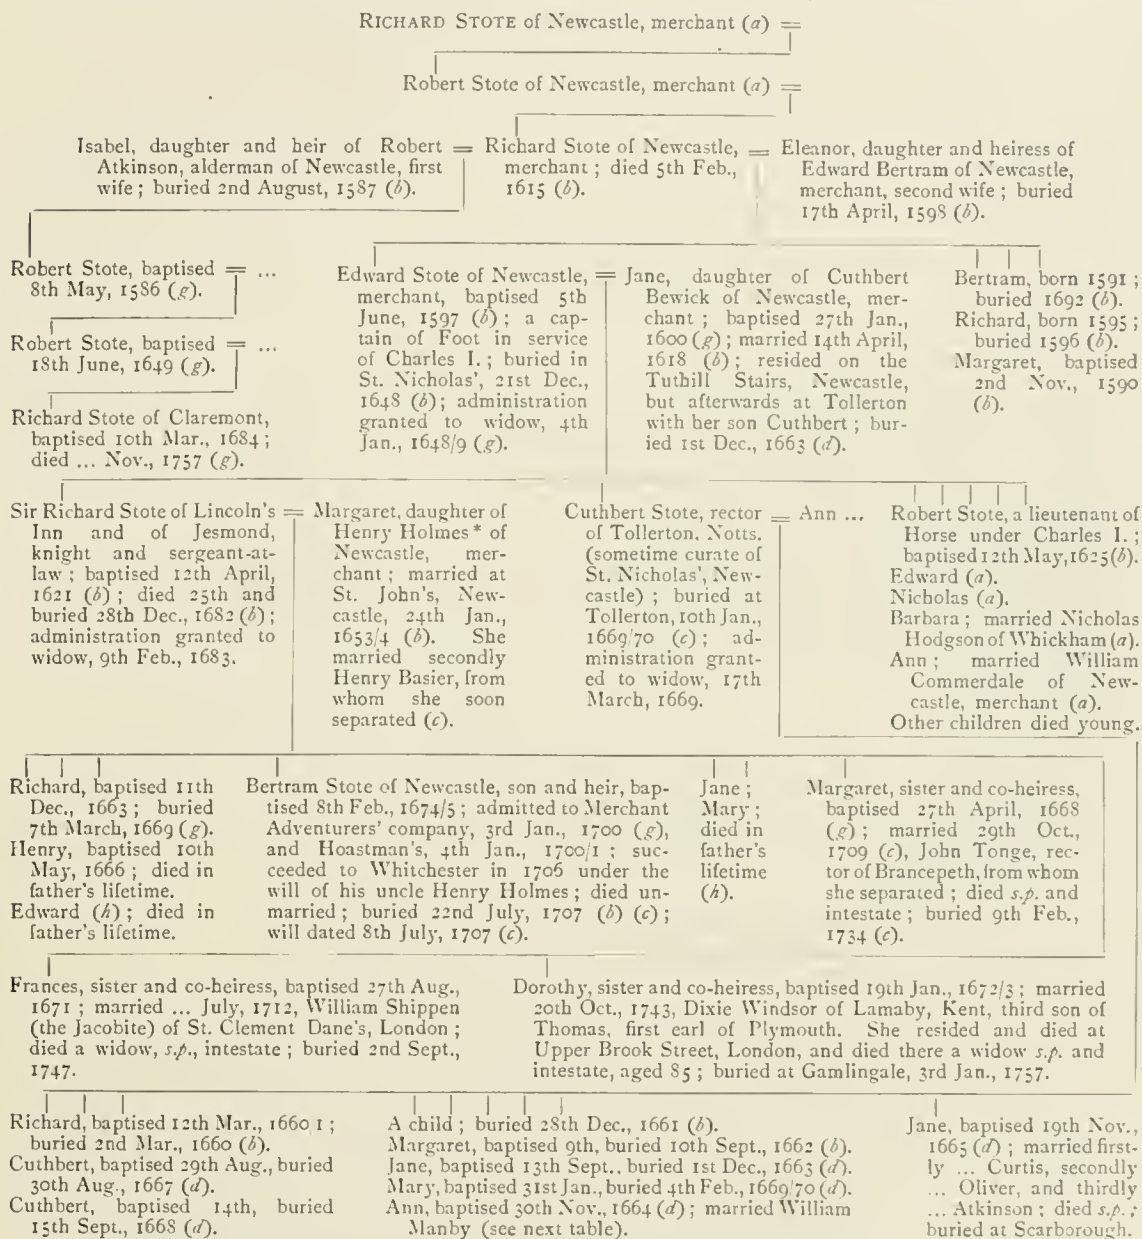 RICHARD STOTE of Newcastle, merchant (a) =
Robert Stote of Newcastle, merchant (a) =
Isabel, daughter and heir of Robert
Atkinson, alderman of Newcastle, first
wife ; buried 2nd August, 1587 (b).
= Richard Stote of Newcastle, =
merchant ; died 5th Feb.,
1615 (b).
Eleanor, daughter and heiress of
Edward Bertram of Newcastle,
merchant, second wife ; buried
17th April, 1598 (b).
Robert Stote, baptised = ...
8th May, 1586 (g).
Robert Stote, baptised = ...
18th June, 1649 (g).
Richard Stote of Claremont,
baptised 10th Mar., 1684 ;
died ... Nov., 1757 (g).
Edward Stote of Newcastle, =
merchant, baptised 5th
June, 1597 (b) ; a cap-
tain of Foot in service
of Charles I. ; buried in
St. Nicholas', 21st Dec.,
1648 (b) ; administration
granted to widow, 4th
Jan., 1648/9 (g).
Jane, daughter of Cuthbert
Bewick of Newcastle, mer-
chant ; baptised 27th Jan.,
1600 (g) ; married 14th April,
1618 (b) ; resided on the
Tuthill Stairs, Newcastle,
but afterwards at Tollerton
with her son Cuthbert ; bur-
ied 1st Dec., 1663 (d).
Bertram, born 1591 ;
buried 1692 (b).
Richard, born 1595 ;
buried 1596 (b).
Margaret, baptised
2nd Nov., 1590
(b).
Sir Richard Stote of Lincoln's =
Inn and of Jesmond,
knight and sergeant-at-
law ; baptised 12th April,
1621 (b) ; died 25th and
buried 28th Dec., 1682 (b) ;
administration granted to
widow, 9th Feb., 1683.
Margaret, daughter of
Henry Holmes * of
Newcastle, mer-
chant ; married at
St. John's, New-
castle, 24th Jan.,
1653/4 (b). She
married secondly
Henry Basier, from
whom she soon
separated (c).
Cuthbert Stote, rector = Ann ...
of Tollerton, Notts.
(sometime curate of
St. Nicholas', New-
castle) ; buried at
Tollerton, 10th Jan.,
1669/70 (c) ; ad-
ministration grant-
ed to widow, 17th
March, 1669.
Robert Stote, a lieutenant of
Horse under Charles I. ;
baptised 12th May, 1625 (b).
Edward (a).
Nicholas (a).
Barbara ; married Nicholas
Hodgson of Whickham (a).
Ann ; married William
Commerdale of New-
castle, merchant (a).
Other children died young.
Richard, baptised 11th
Dec., 1663 ; buried
7th March, 1669 (g).
Henry, baptised 10th
May, 1666 ; died in
father's lifetime.
Edward (h) ; died in
father's lifetime.
Bertram Stote of Newcastle, son and heir, bap-
tised 8th Feb., 1674/5 ; admitted to Merchant
Adventurers' company, 3rd Jan., 1700 (g),
and Hoastman's, 4th Jan., 1700/1 ; suc-
ceeded to Whitchester in 1706 under the
will of his uncle Henry Holmes ; died un-
married ; buried 22nd July, 1707 (b) (c) ;
will dated 8th July, 1707 (c).
Jane ;
Mary ;
died in
father's
lifetime
(h).
Margaret, sister and co-heiress,
baptised 27th April, 1668
(g) ; married 29th Oct.,
1709 (c), John Tonge, rec-
tor of Brancepeth, from whom
she separated ; died s.p. and
intestate ; buried 9th Feb.,
1734 (c).
Frances, sister and co-heiress, baptised 27th Aug.,
1671 ; married ... July, 1712, William Shippen
(the Jacobite) of St. Clement Dane's, London ;
died a widow, s.p., intestate ; buried 2nd Sept.,
1747.
Dorothy, sister and co-heiress, baptised 19th Jan., 1672/3 ; married
20th Oct., 1743, Dixie Windsor of Lamaby, Kent, third son of
Thomas, first earl of Plymouth. She resided and died at
Upper Brook Street, London, and died there a widow s.p. and
intestate, aged 85 ; buried at Gamlingale, 3rd Jan., 1757.
Richard, baptised 12th Mar., 1660 1 ;
buried 2nd Mar., 1660 (b).
Cuthbert, baptised 29th Aug., buried
30th Aug., 1667 (d).
Cuthbert, baptised 14th, buried
15th Sept., 1668 (d).
A child ; buried 28th Dec., 1661 (b).
Margaret, baptised 9th, buried 10th Sept., 1662 (b).
Jane, baptised 13th Sept., buried 1st Dec., 1663 (d).
Mary, baptised 31st Jan., buried 4th Feb., 1669/70 (d).
Ann, baptised 30th Nov., 1664 (d) ; married William
Manby (see next table).
Jane, baptised 19th Nov.,
1665 (d) ; married first-
ly ... Curtis, secondly
... Oliver, and thirdly
... Atkinson ; died s.p. ;
buried at Scarborough.